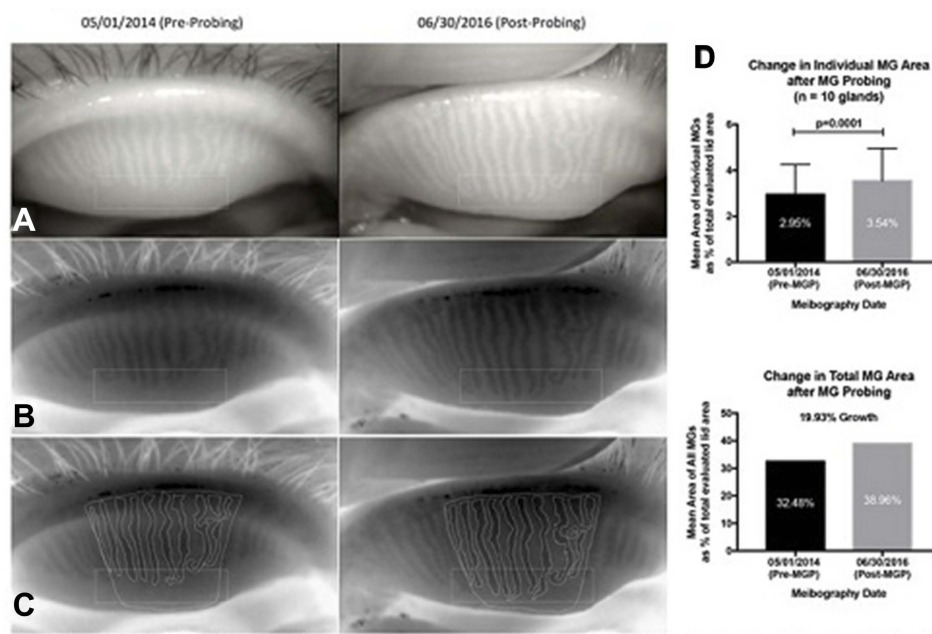 05/01/2014 (Pre-Probing)
06/30/2016 (Post-Probing)
A
B
C
D
Change in Individual MG Area
after MG Probing
(n = 10 glands)
Mean Area of Individual MGs
as % of total evaluated lid area
6
4
2
0
p=0.0001
2.95%
3.54%
05/01/2014
(Pre-MGP)
06/30/2016
(Post-MGP)
Meibography Date
Change in Total MG Area
after MG Probing
Mean Area of All MGs
as % of total evaluated lid area
50
40
30
20
10
0
19.93% Growth
32.48%
38.96%
05/01/2014
(Pre-MGP)
06/30/2016
(Post-MGP)
Meibography Date